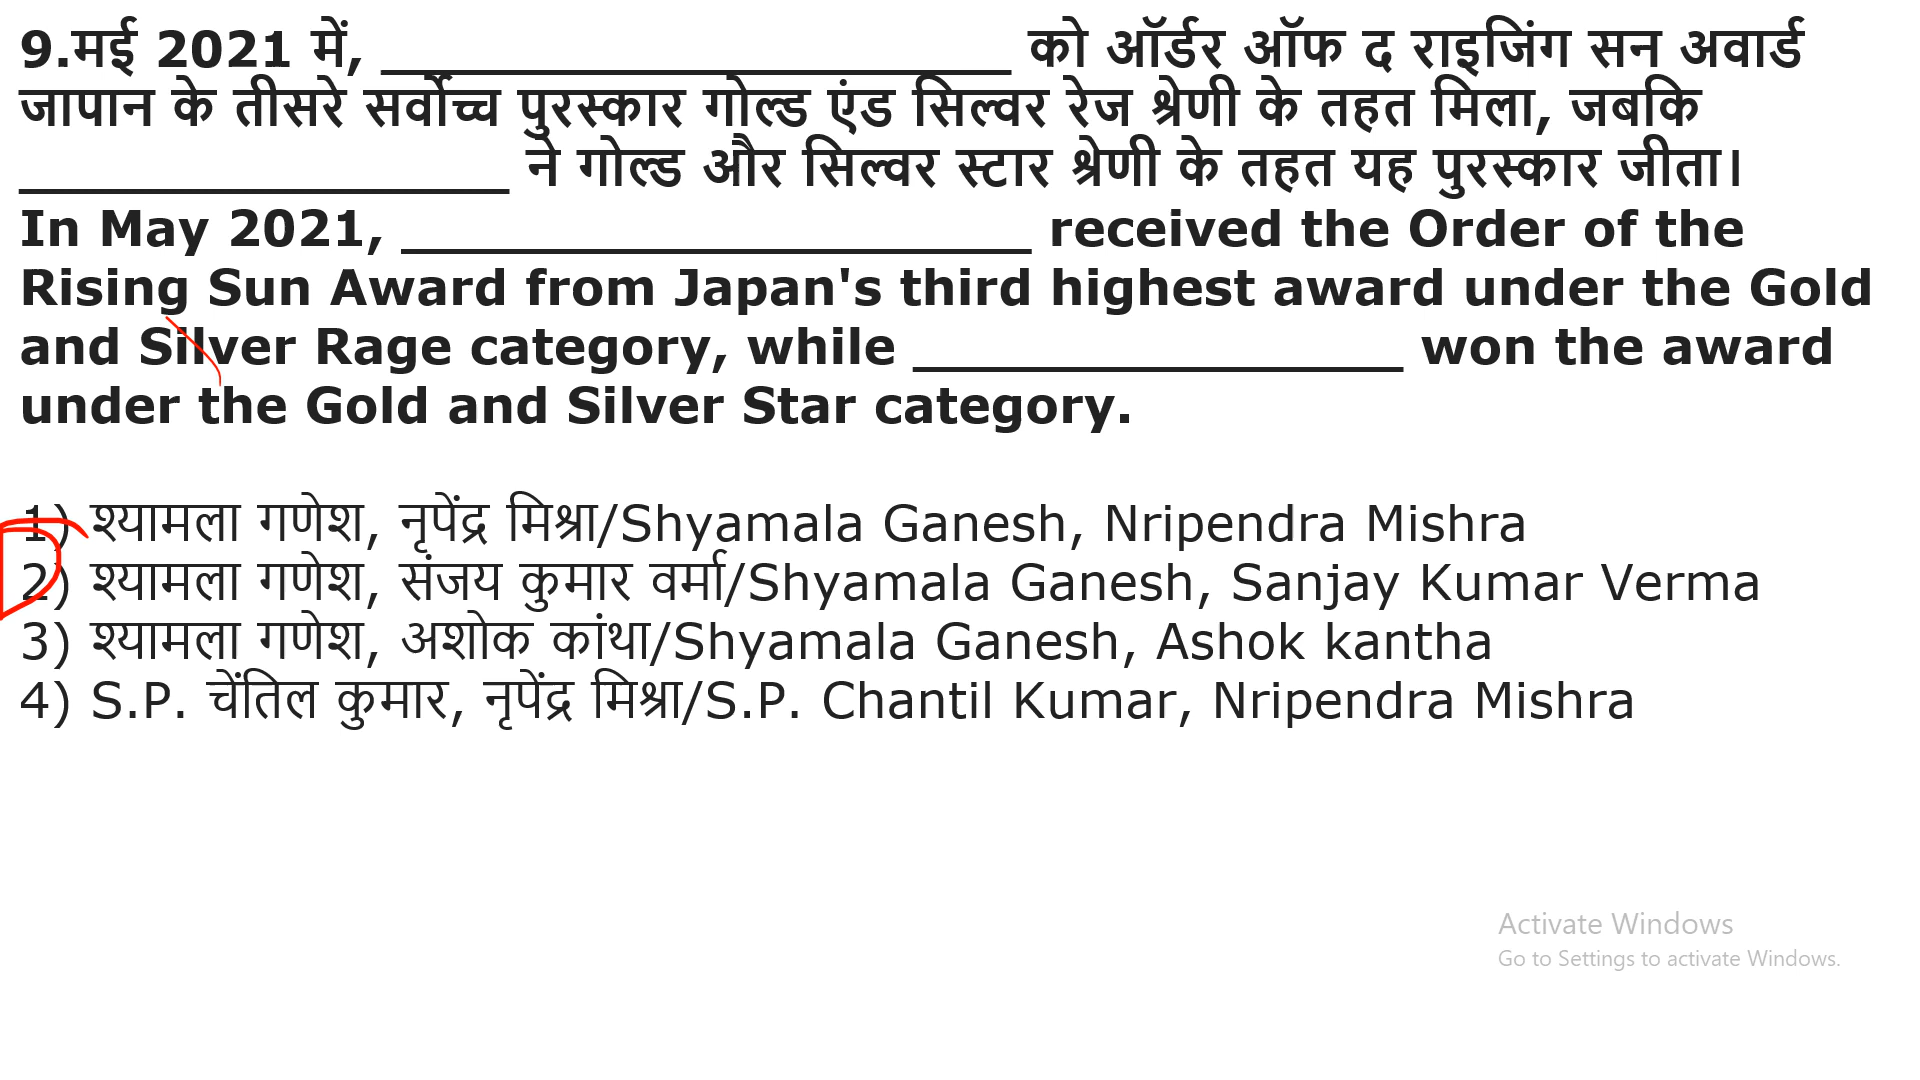 9.मई 2021 में, ___________________________ को ऑर्डर ऑफ द राइजिंग सन अवार्ड
जापान के तीसरे सर्वोच्च पुरस्कार गोल्ड एंड सिल्वर रेज श्रेणी के तहत मिला, जबकि
_____________________ ने गोल्ड और सिल्वर स्टार श्रेणी के तहत यह पुरस्कार जीता।
In May 2021, ___________________________ received the Order of the
Rising Sun Award from Japan's third highest award under the Gold
and Silver Rage category, while _____________________ won the award
under the Gold and Silver Star category.
1) श्यामला गणेश, नृपेंद्र मिश्रा/Shyamala Ganesh, Nripendra Mishra
2) श्यामला गणेश, संजय कुमार वर्मा/Shyamala Ganesh, Sanjay Kumar Verma
3) श्यामला गणेश, अशोक कांथा/Shyamala Ganesh, Ashok kantha
4) S.P. चेंतिल कुमार, नृपेंद्र मिश्रा/S.P. Chantil Kumar, Nripendra Mishra
Activate Windows
Go to Settings to activate Windows.